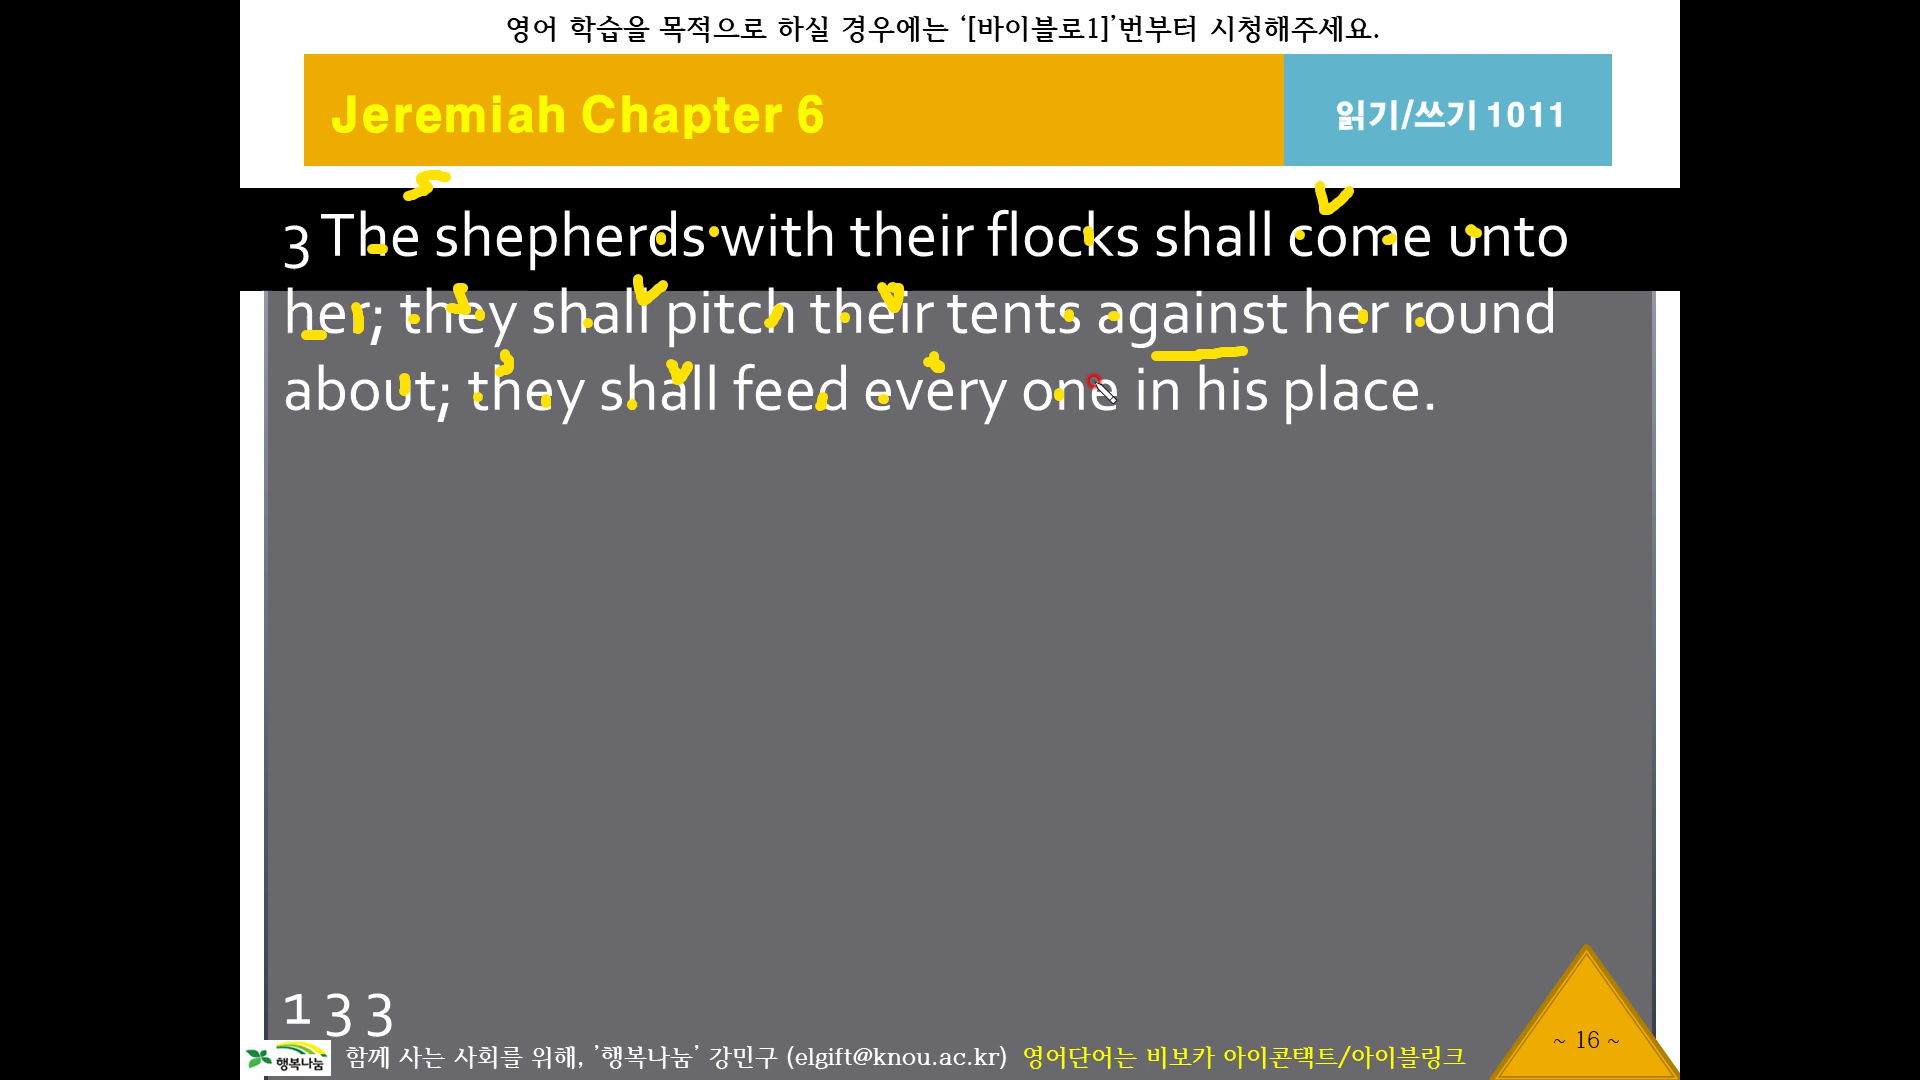 영어 학습을 목적으로 하실 경우에는 ‘[바이블로1]’번부터 시청해주세요.
Jeremiah Chapter 6
읽기/쓰기 1011
3 The shepherds with their flocks shall come unto
her; they shall pitch their tents against her round
about; they shall feed every one in his place.
1 3 3
~ 16 ~
행복나눔
함께 사는 사회를 위해, ’행복나눔’ 강민구 (elgift@knou.ac.kr) 영어단어는 비보카 아이콘택트/아이블링크